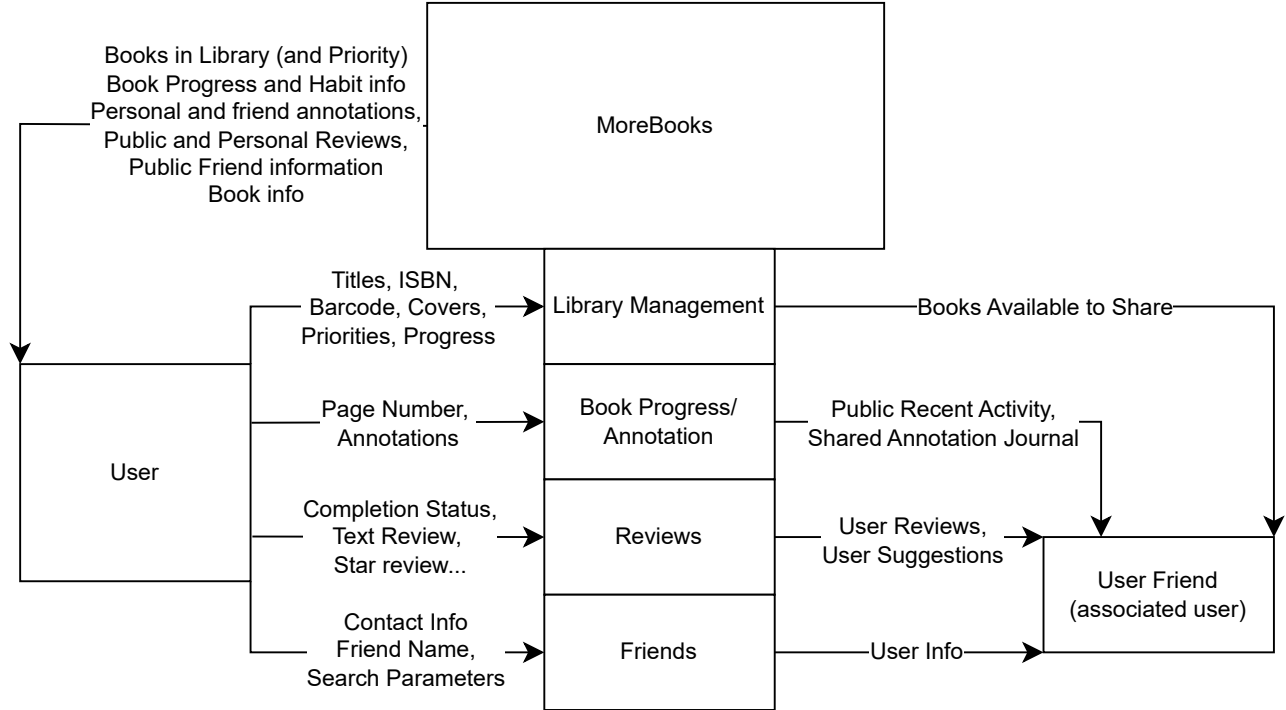 Books in Library (and Priority)
Book Progress and Habit info
Personal and friend annotations,
Public and Personal Reviews,
Public Friend information
Book info
MoreBooks
Titles, ISBN,
Barcode, Covers,
Priorities, Progress
Library Management
Books Available to Share
User
Page Number,
Annotations
Book Progress/
Annotation
Public Recent Activity,
Shared Annotation Journal
Completion Status,
Text Review,
Star review...
Reviews
User Reviews,
User Suggestions
User Friend
(associated user)
Contact Info
Friend Name,
Search Parameters
Friends
User Info